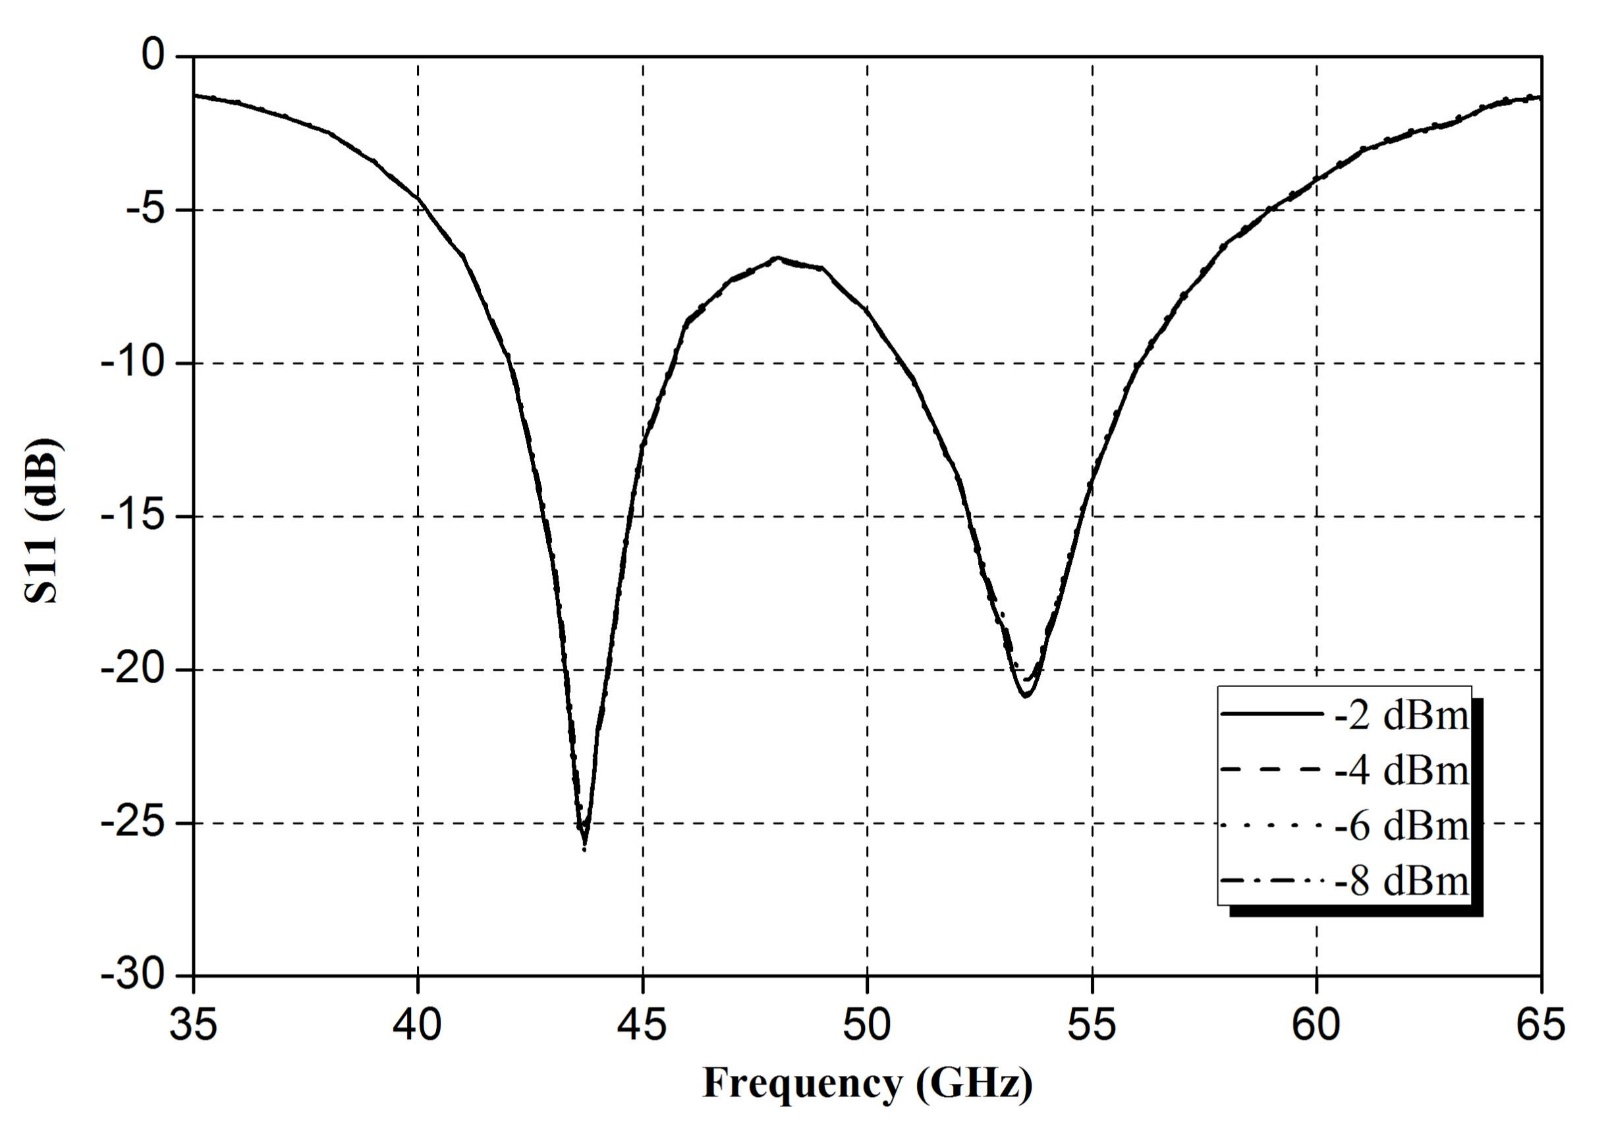 0
-5
-10
-15
-20
-25
-30
S11 (dB)
-2 dBm
-4 dBm
-6 dBm
-8 dBm
35 40 45 50 55 60 65
Frequency (GHz)